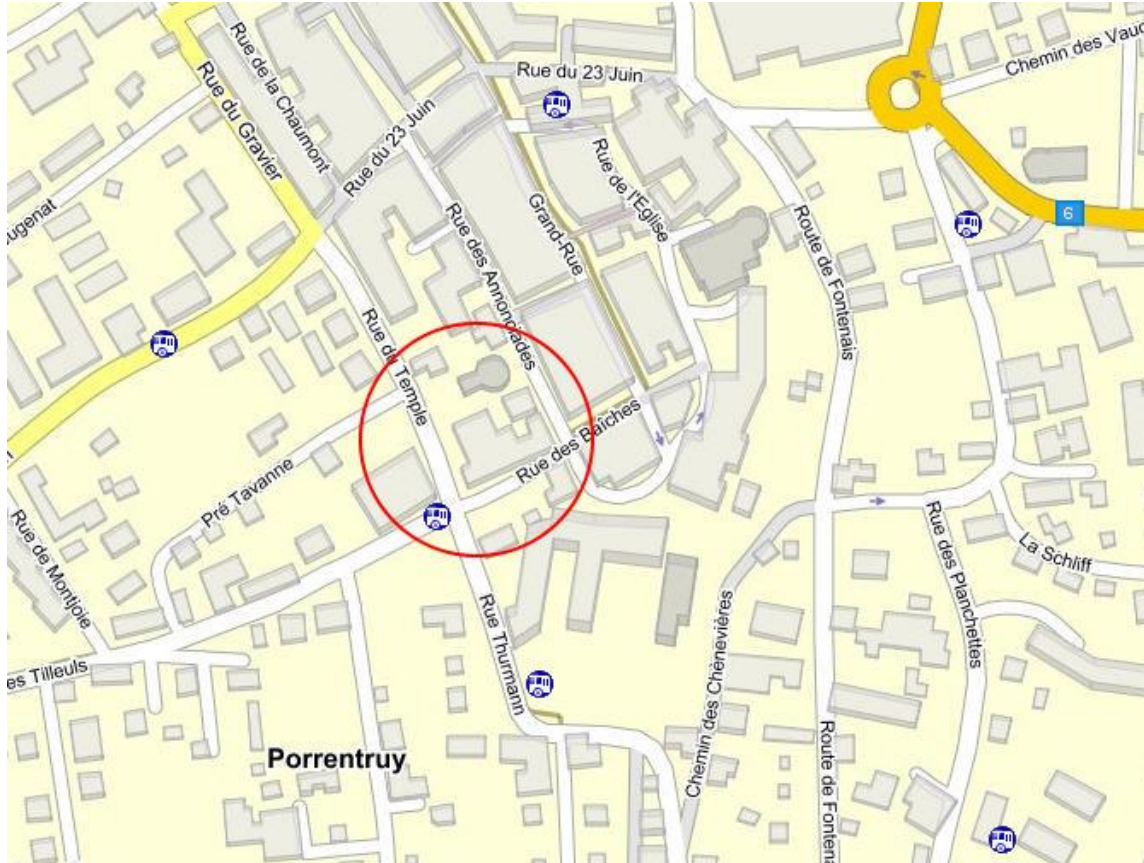 Rue de la Chaumont
Rue du Gravier
Rue du 23 Juin
Rue du 23 Juin
Chemin des Vauc
ugenat
Rue des Annonciades
Grand-Rue
Rue de l'Eglise
Route de Fontenais
6
Rue du Temple
Rue des Baîches
Pré Tavanne
Rue de Montjoie
es Tilleuls
Rue Thurmann
Chemin des Chènevières
Rue des Planchettes
La Schliff
Porrentruy
Route de Fontena